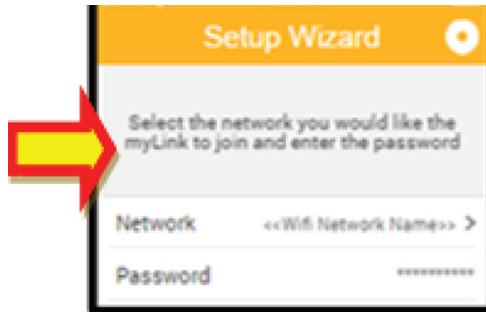 Setup Wizard
Select the network you would like the
myLink to join and enter the password
Network <<Wifi Network Name>> >
Password **********